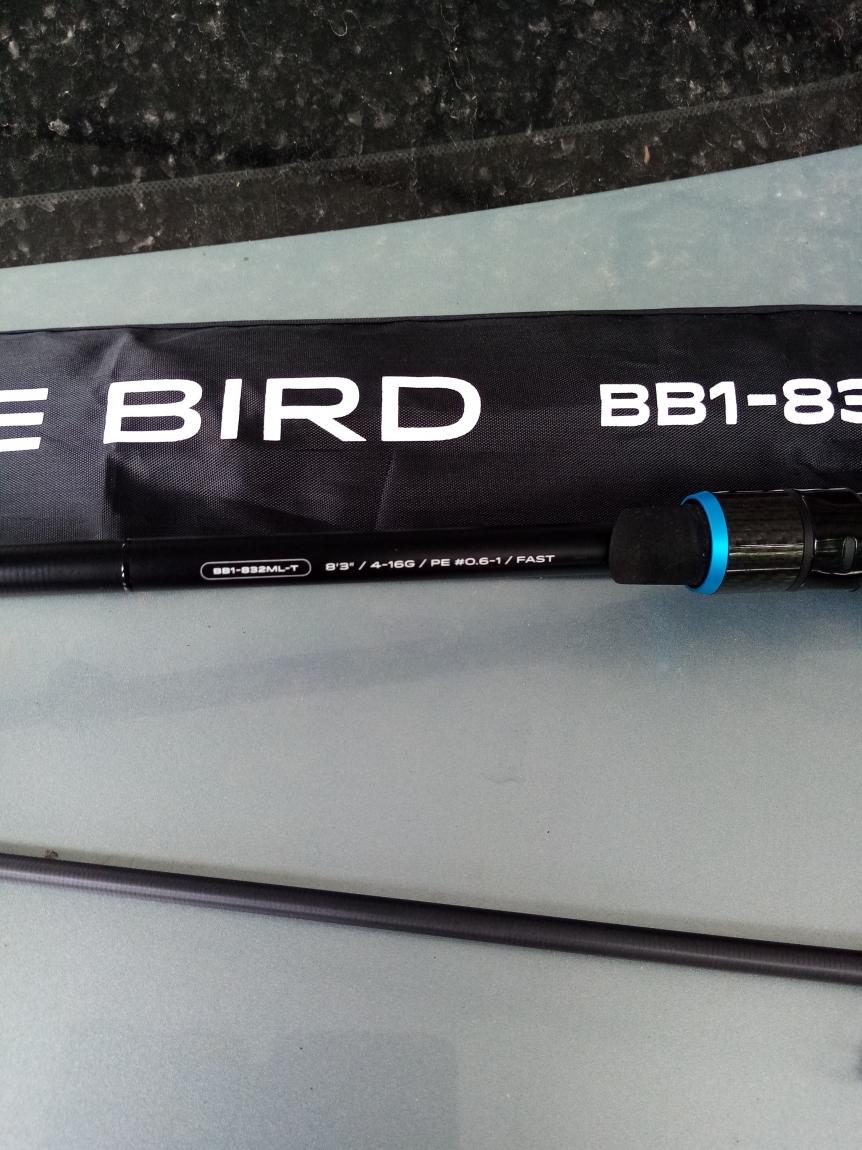 E BIRD BB1-83
BB1-832ML-T 8'3" / 4-16G / PE #0.6-1 / FAST